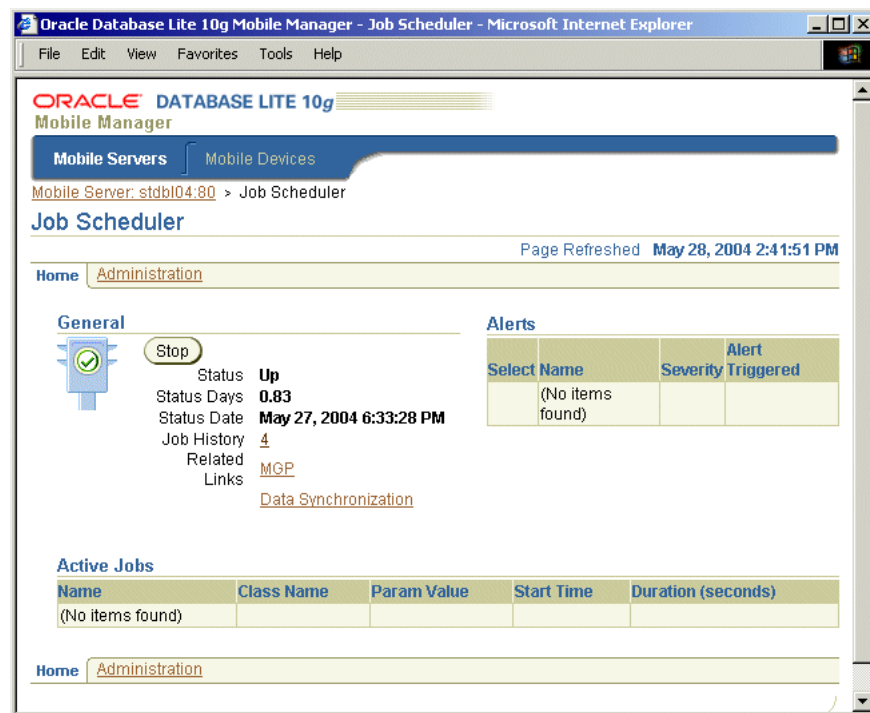 Oracle Database Lite 10g Mobile Manager - Job Scheduler - Microsoft Internet Explorer
File Edit View Favorites Tools Help
ORACLE DATABASE LITE 10g
Mobile Manager
Mobile Servers Mobile Devices
Mobile Server: stdbl04:80 > Job Scheduler
Job Scheduler
Page Refreshed May 28, 2004 2:41:51 PM
Home Administration
General
Stop
Status Up
Status Days 0.83
Status Date May 27, 2004 6:33:28 PM
Job History 4
Related Links MGP
Data Synchronization
Alerts
Select Name Severity Alert Triggered
(No items found)
Active Jobs
Name Class Name Param Value Start Time Duration (seconds)
(No items found)
Home Administration